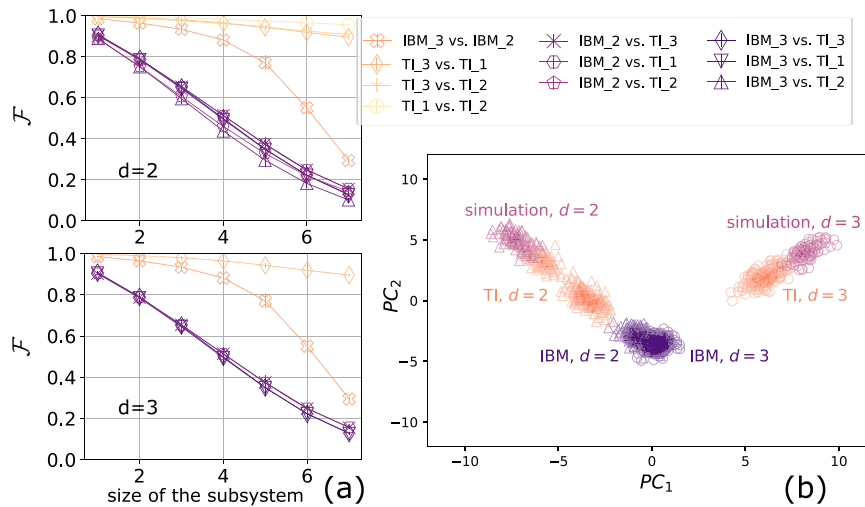 1.0
0.8
0.6
0.4
0.2
0.0
ℱ
d=2
2 4 6
IBM_3 vs. IBM_2
TI_3 vs. TI_1
TI_3 vs. TI_2
TI_1 vs. TI_2
IBM_2 vs. TI_3
IBM_2 vs. TI_1
IBM_2 vs. TI_2
IBM_3 vs. TI_3
IBM_3 vs. TI_1
IBM_3 vs. TI_2
1.0
0.8
0.6
0.4
0.2
0.0
ℱ
d=3
2 4 6
size of the subsystem
(a)
10
5
0
−5
−10
PC₂
simulation, d = 2
simulation, d = 3
TI, d = 2
TI, d = 3
IBM, d = 2
IBM, d = 3
−10 −5 0 5 10
PC₁
(b)